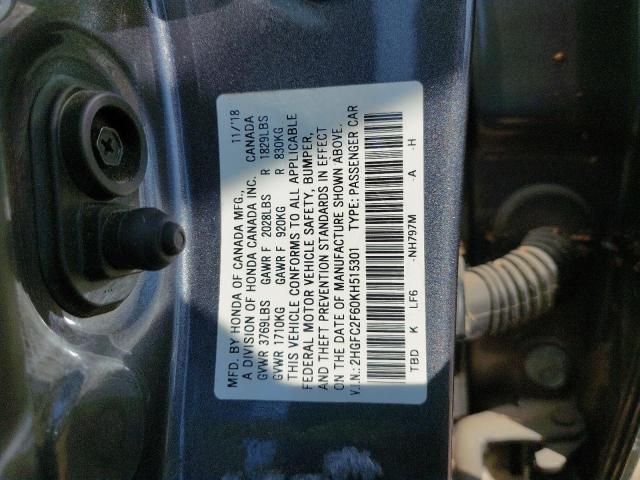 MFD. BY HONDA OF CANADA MFG., 11/'18
A DIVISION OF HONDA CANADA INC. CANADA
GVWR 3769LBS GAWR F 2028LBS R 1829LBS
GVWR 1710KG GAWR F 920KG R 830KG
THIS VEHICLE CONFORMS TO ALL APPLICABLE
FEDERAL MOTOR VEHICLE SAFETY, BUMPER,
AND THEFT PREVENTION STANDARDS IN EFFECT
ON THE DATE OF MANUFACTURE SHOWN ABOVE.
V.I.N.: 2HGFC2F60KH515301 TYPE: PASSENGER CAR
TBD K LF6 -NH797M -A -H